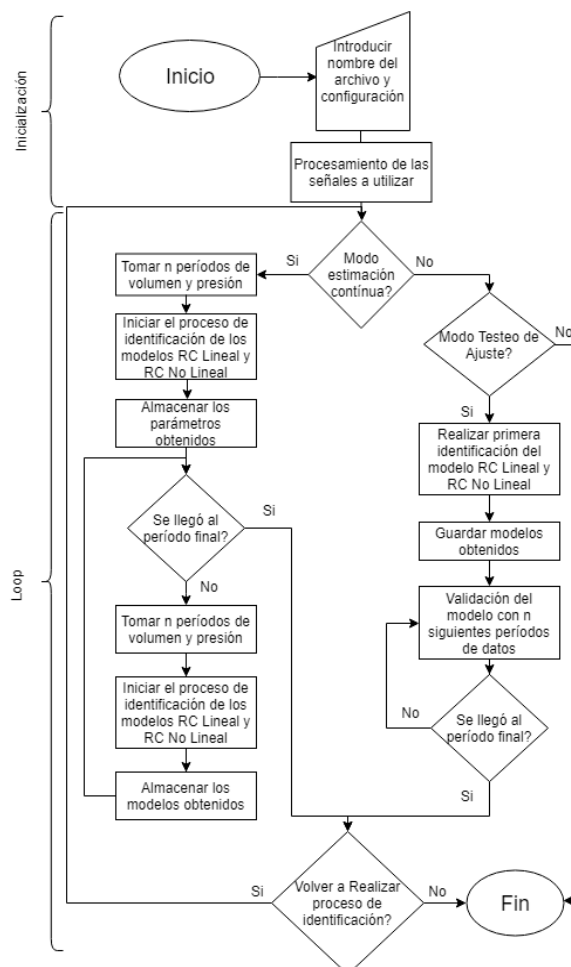 Inicialización
Inicio
Introducir
nombre del
archivo y
configuración
Procesamiento de las
señales a utilizar
Loop
Modo
estimación
contínua?
Si
No
Tomar n períodos de
volumen y presión
Iniciar el proceso de
identificación de los
modelos RC Lineal y
RC No Lineal
Almacenar los
parámetros
obtenidos
Se llegó al
período final?
Si
No
Tomar n períodos de
volumen y presión
Iniciar el proceso de
identificación de los
modelos RC Lineal y
RC No Lineal
Almacenar los
modelos obtenidos
Modo Testeo de
Ajuste?
No
Si
Realizar primera
identificación del
modelo RC Lineal y
RC No Lineal
Guardar modelos
obtenidos
Validación del
modelo con n
siguientes períodos
de datos
Se llegó al
período final?
No
Si
Volver a Realizar
proceso de
identificación?
Si
No
Fin